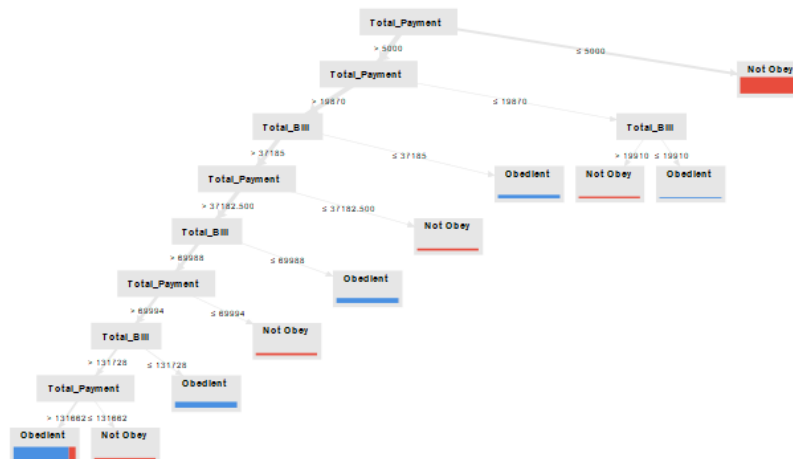 Total_Payment
> 5000
≤ 5000
Total_Payment
Not Obey
> 19870
≤ 19870
Total_Bill
Total_Bill
> 37185
≤ 37185
> 19910
≤ 19910
Total_Payment
Obedient
Not Obey
Obedient
> 37182.500
≤ 37182.500
Total_Bill
Not Obey
> 69988
≤ 69988
Total_Payment
Obedient
> 69994
≤ 69994
Total_Bill
Not Obey
> 131728
≤ 131728
Total_Payment
Obedient
> 131662
≤ 131662
Obedient
Not Obey